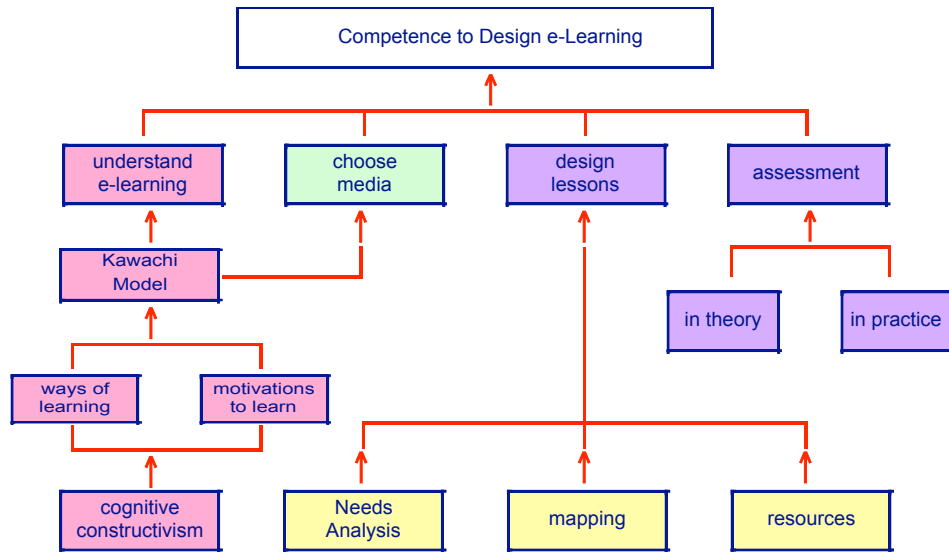 Competence to Design e-Learning
understand
e-learning
choose
media
design
lessons
assessment
Kawachi
Model
in theory
in practice
ways of
learning
motivations
to learn
cognitive
constructivism
Needs
Analysis
mapping
resources